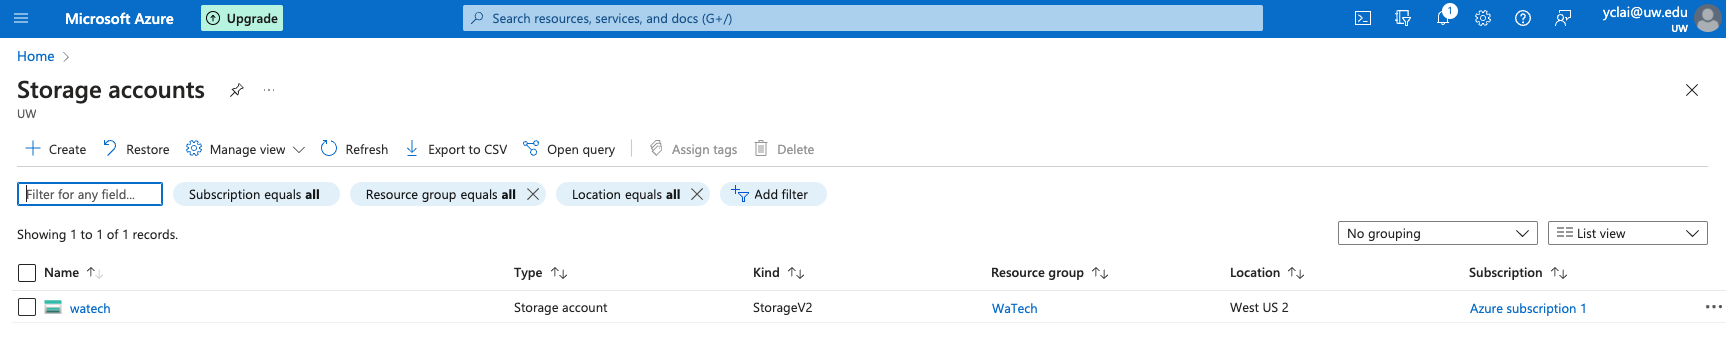 Microsoft Azure Upgrade Search resources, services, and docs (G+/) 1 yclai@uw.edu
UW
Home
Storage accounts ...
UW
Create Restore Manage view Refresh Export to CSV Open query Assign tags Delete
Filter for any field... Subscription equals all Resource group equals all Location equals all Add filter
Showing 1 to 1 of 1 records. No grouping List view
Name Type Kind Resource group Location Subscription
watech Storage account StorageV2 WaTech West US 2 Azure subscription 1 ...